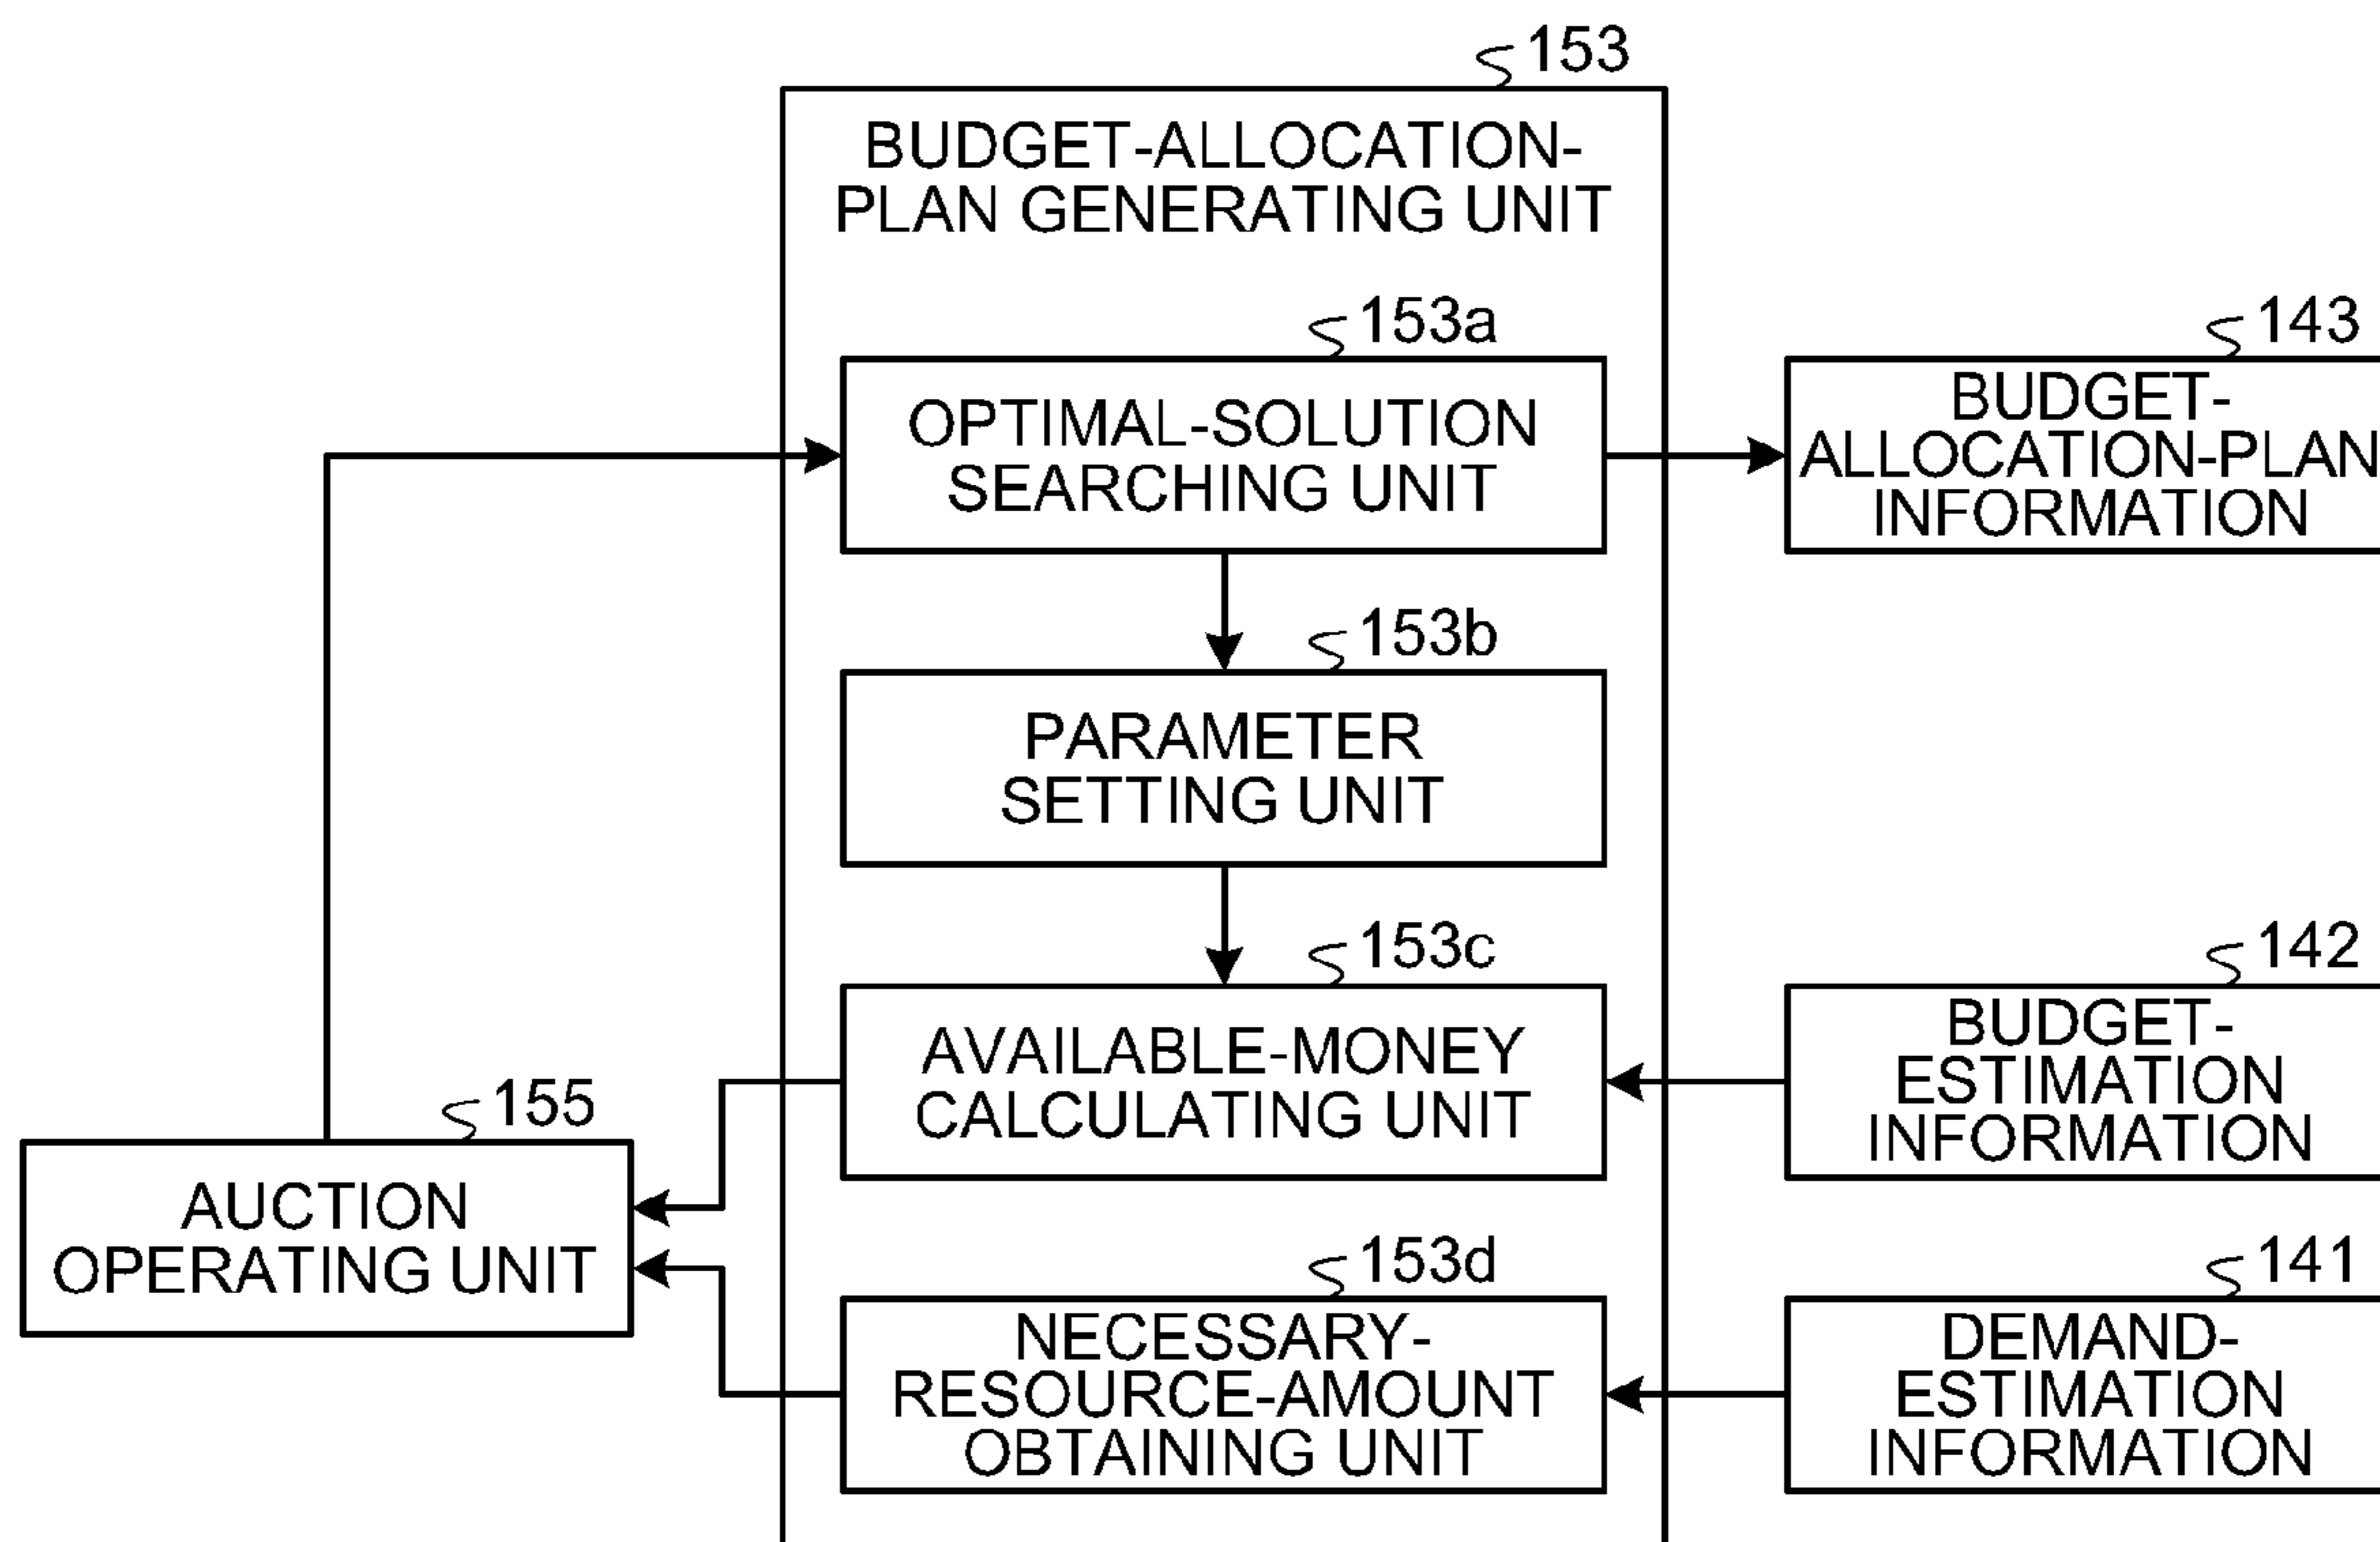 153
BUDGET-ALLOCATION-
PLAN GENERATING UNIT
153a
OPTIMAL-SOLUTION
SEARCHING UNIT
143
BUDGET-
ALLOCATION-PLAN
INFORMATION
153b
PARAMETER
SETTING UNIT
153c
AVAILABLE-MONEY
CALCULATING UNIT
142
BUDGET-
ESTIMATION
INFORMATION
155
AUCTION
OPERATING UNIT
153d
NECESSARY-
RESOURCE-AMOUNT
OBTAINING UNIT
141
DEMAND-
ESTIMATION
INFORMATION